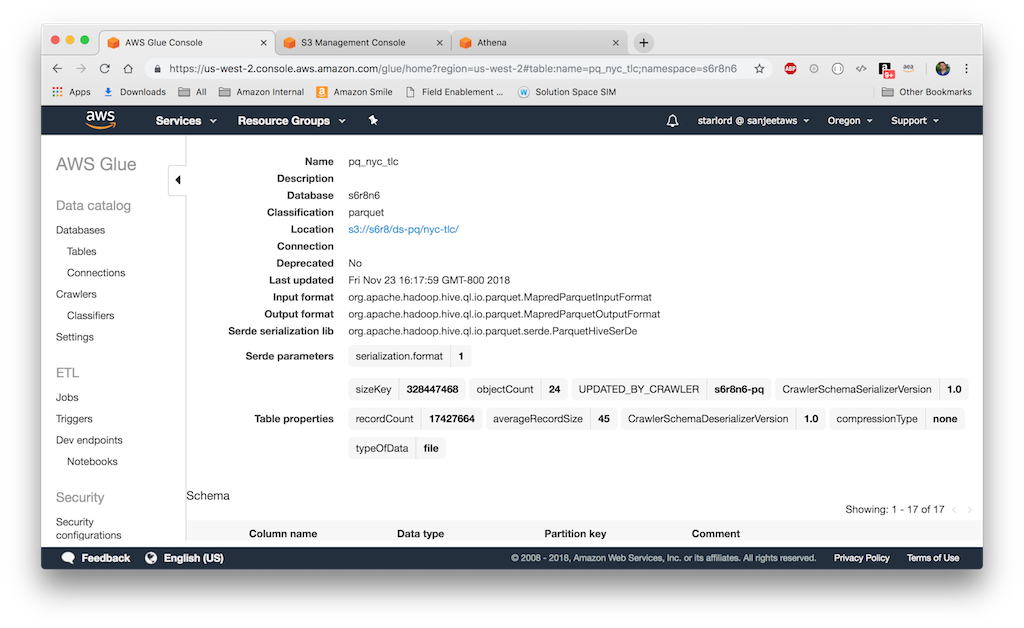 AWS Glue Console
S3 Management Console
Athena
https://us-west-2.console.aws.amazon.com/glue/home?region=us-west-2#table:name=pq_nyc_tlc;namespace=s6r8n6
ABP
9+
aea
Apps
Downloads
All
Amazon Internal
Amazon Smile
Field Enablement ...
Solution Space SIM
Other Bookmarks
aws
Services
Resource Groups
starlord @ sanjeetaws
Oregon
Support
AWS Glue
Data catalog
Databases
Tables
Connections
Crawlers
Classifiers
Settings
ETL
Jobs
Triggers
Dev endpoints
Notebooks
Security
Security
configurations
Name pq_nyc_tlc
Description
Database s6r8n6
Classification parquet
Location s3://s6r8/ds-pq/nyc-tlc/
Connection
Deprecated No
Last updated Fri Nov 23 16:17:59 GMT-800 2018
Input format org.apache.hadoop.hive.ql.io.parquet.MapredParquetInputFormat
Output format org.apache.hadoop.hive.ql.io.parquet.MapredParquetOutputFormat
Serde serialization lib org.apache.hadoop.hive.ql.io.parquet.serde.ParquetHiveSerDe
Serde parameters serialization.format 1
sizeKey 328447468 objectCount 24 UPDATED_BY_CRAWLER s6r8n6-pq CrawlerSchemaSerializerVersion 1.0
Table properties recordCount 17427664 averageRecordSize 45 CrawlerSchemaDeserializerVersion 1.0 compressionType none
typeOfData file
Schema
Showing: 1 - 17 of 17
Column name Data type Partition key Comment
Feedback
English (US)
© 2008 - 2018, Amazon Web Services, Inc. or its affiliates. All rights reserved.
Privacy Policy
Terms of Use